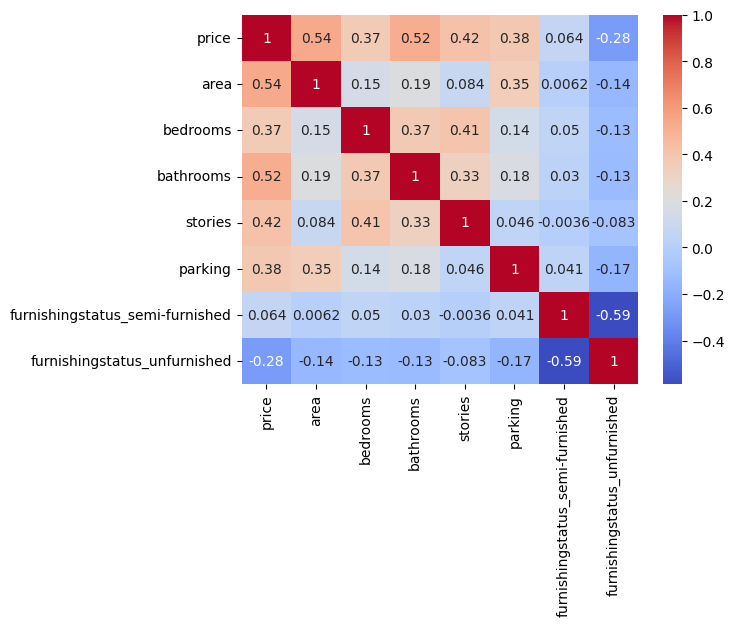 price 1 0.54 0.37 0.52 0.42 0.38 0.064 -0.28
area 0.54 1 0.15 0.19 0.084 0.35 0.0062 -0.14
bedrooms 0.37 0.15 1 0.37 0.41 0.14 0.05 -0.13
bathrooms 0.52 0.19 0.37 1 0.33 0.18 0.03 -0.13
stories 0.42 0.084 0.41 0.33 1 0.046 -0.0036 -0.083
parking 0.38 0.35 0.14 0.18 0.046 1 0.041 -0.17
furnishingstatus_semi-furnished 0.064 0.0062 0.05 0.03 -0.0036 0.041 1 -0.59
furnishingstatus_unfurnished -0.28 -0.14 -0.13 -0.13 -0.083 -0.17 -0.59 1
price
area
bedrooms
bathrooms
stories
parking
furnishingstatus_semi-furnished
furnishingstatus_unfurnished
1.0
0.8
0.6
0.4
0.2
0.0
−0.2
−0.4